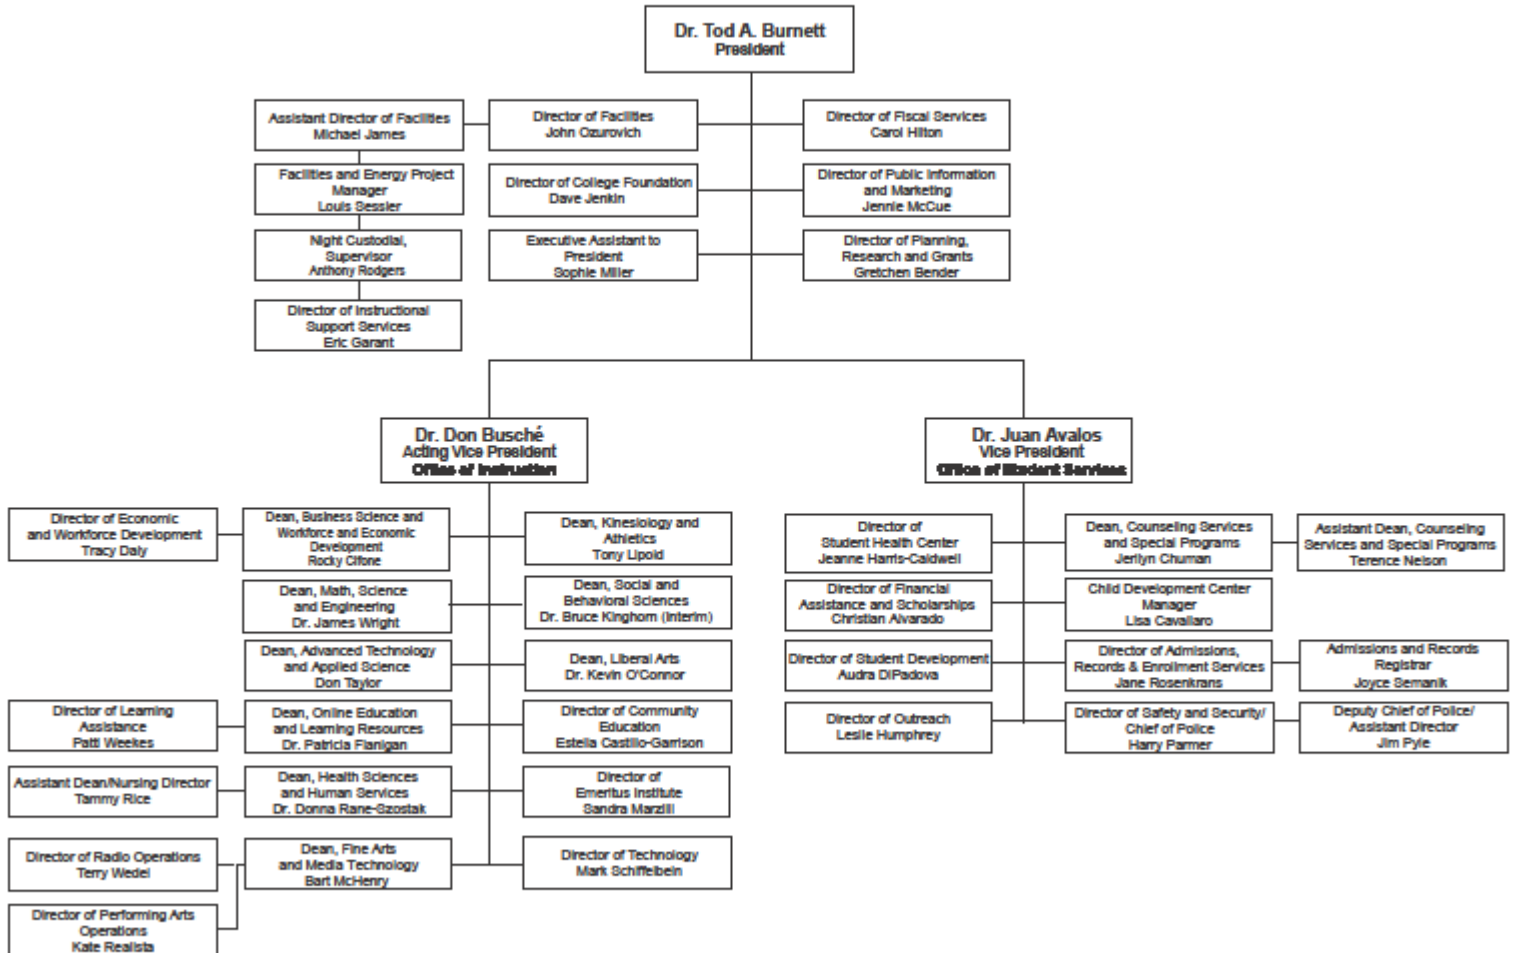 Dr. Tod A. Burnett
President
Assistant Director of Facilities
Michael James
Director of Facilities
John Ozurovich
Director of Fiscal Services
Carol Hilton
Facilities and Energy Project
Manager
Louis Sessler
Director of College Foundation
Dave Jenkin
Director of Public Information
and Marketing
Jennie McCue
Night Custodial,
Supervisor
Anthony Rodgers
Executive Assistant to
President
Sophie Miller
Director of Planning,
Research and Grants
Gretchen Bender
Director of Instructional
Support Services
Eric Garant
Dr. Don Busché
Acting Vice President
Office of Instruction
Dr. Juan Avalos
Vice President
Office of Student Services
Director of Economic
and Workforce Development
Tracy Daly
Dean, Business Science and
Workforce and Economic
Development
Rocky Cifone
Dean, Kinesiology and
Athletics
Tony Lipold
Dean, Math, Science
and Engineering
Dr. James Wright
Dean, Social and
Behavioral Sciences
Dr. Bruce Kinghorn (Interim)
Dean, Advanced Technology
and Applied Science
Don Taylor
Dean, Liberal Arts
Dr. Kevin O'Connor
Director of Learning
Assistance
Patti Weekes
Dean, Online Education
and Learning Resources
Dr. Patricia Flanigan
Director of Community
Education
Estella Castillo-Garrison
Assistant Dean/Nursing Director
Tammy Rice
Dean, Health Sciences
and Human Services
Dr. Donna Rane-Szostak
Director of
Emeritus Institute
Sandra Marzilli
Director of Radio Operations
Terry Wedel
Dean, Fine Arts
and Media Technology
Bart McHenry
Director of Technology
Mark Schiffelbein
Director of Performing Arts
Operations
Kate Realista
Director of
Student Health Center
Jeanne Harris-Caldwell
Dean, Counseling Services
and Special Programs
Jerilyn Chuman
Assistant Dean, Counseling
Services and Special Programs
Terence Nelson
Director of Financial
Assistance and Scholarships
Christian Alvarado
Child Development Center
Manager
Lisa Cavallaro
Director of Student Development
Audra DiPadova
Director of Admissions,
Records & Enrollment Services
Jane Rosenkrans
Admissions and Records
Registrar
Joyce Semanik
Director of Outreach
Leslie Humphrey
Director of Safety and Security/
Chief of Police
Harry Parmer
Deputy Chief of Police/
Assistant Director
Jim Pyle